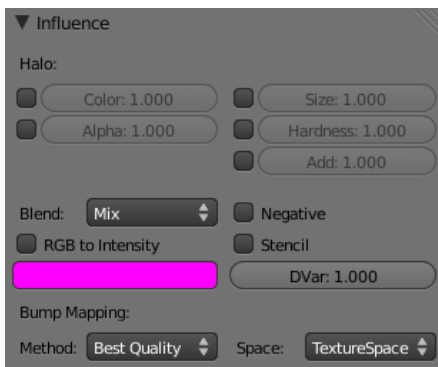 Influence
Halo:
Color: 1.000 Size: 1.000
Alpha: 1.000 Hardness: 1.000
Add: 1.000
Blend: Mix Negative
RGB to Intensity Stencil
DVar: 1.000
Bump Mapping:
Method: Best Quality Space: TextureSpace